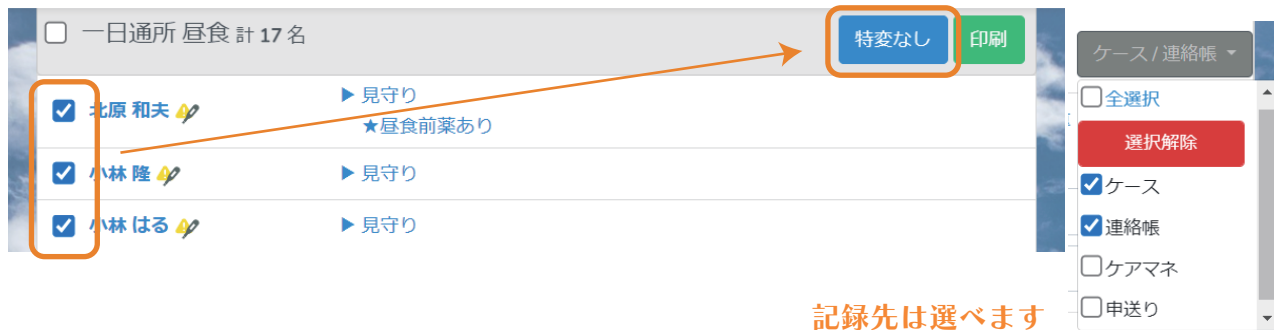 一日通所 昼食 計 17 名
特変なし
印刷
北原 和夫
▶ 見守り
★昼食前薬あり
小林 隆
▶ 見守り
小林 はる
▶ 見守り
ケース / 連絡帳
全選択
選択解除
ケース
連絡帳
ケアマネ
申送り
記録先は選べます